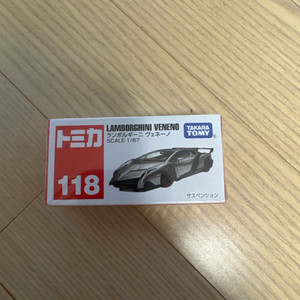 トミカ
118
LAMBORGHINI VENENO
ランボルギーニ ヴェネーノ
SCALE 1/67
TAKARA
TOMY
サスペンション